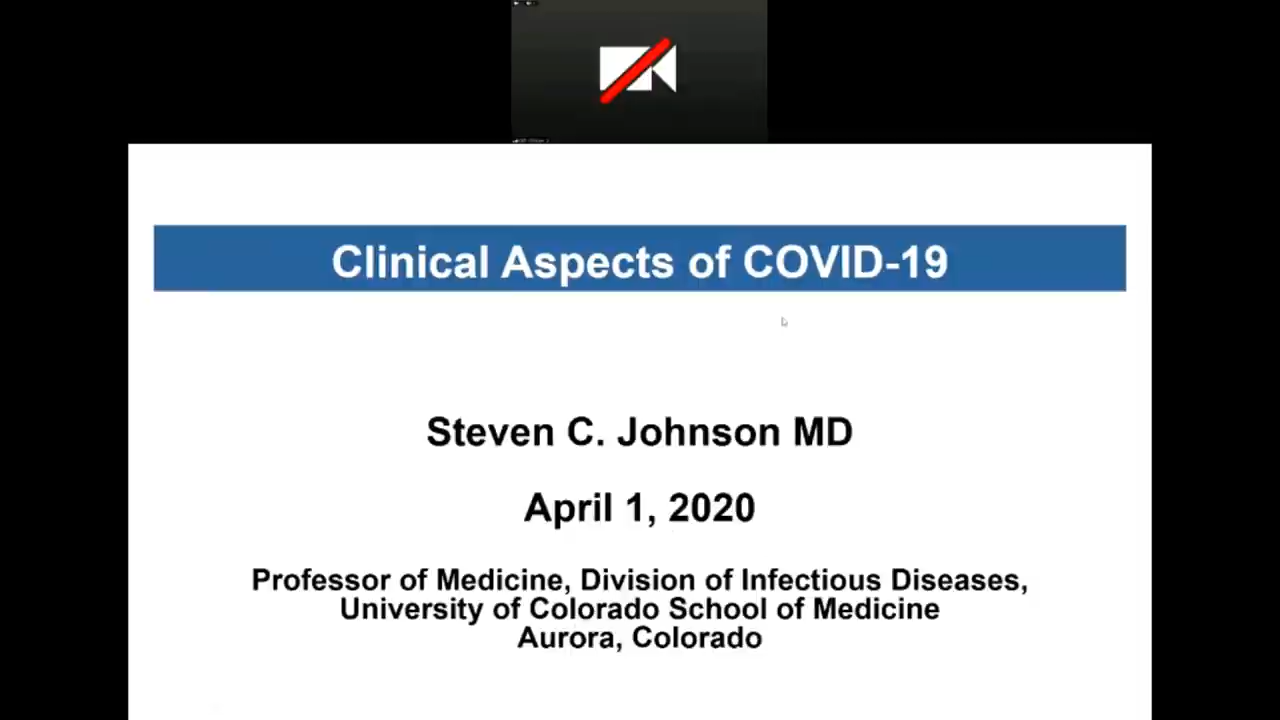 Clinical Aspects of COVID-19
Steven C. Johnson MD
April 1, 2020
Professor of Medicine, Division of Infectious Diseases,
University of Colorado School of Medicine
Aurora, Colorado